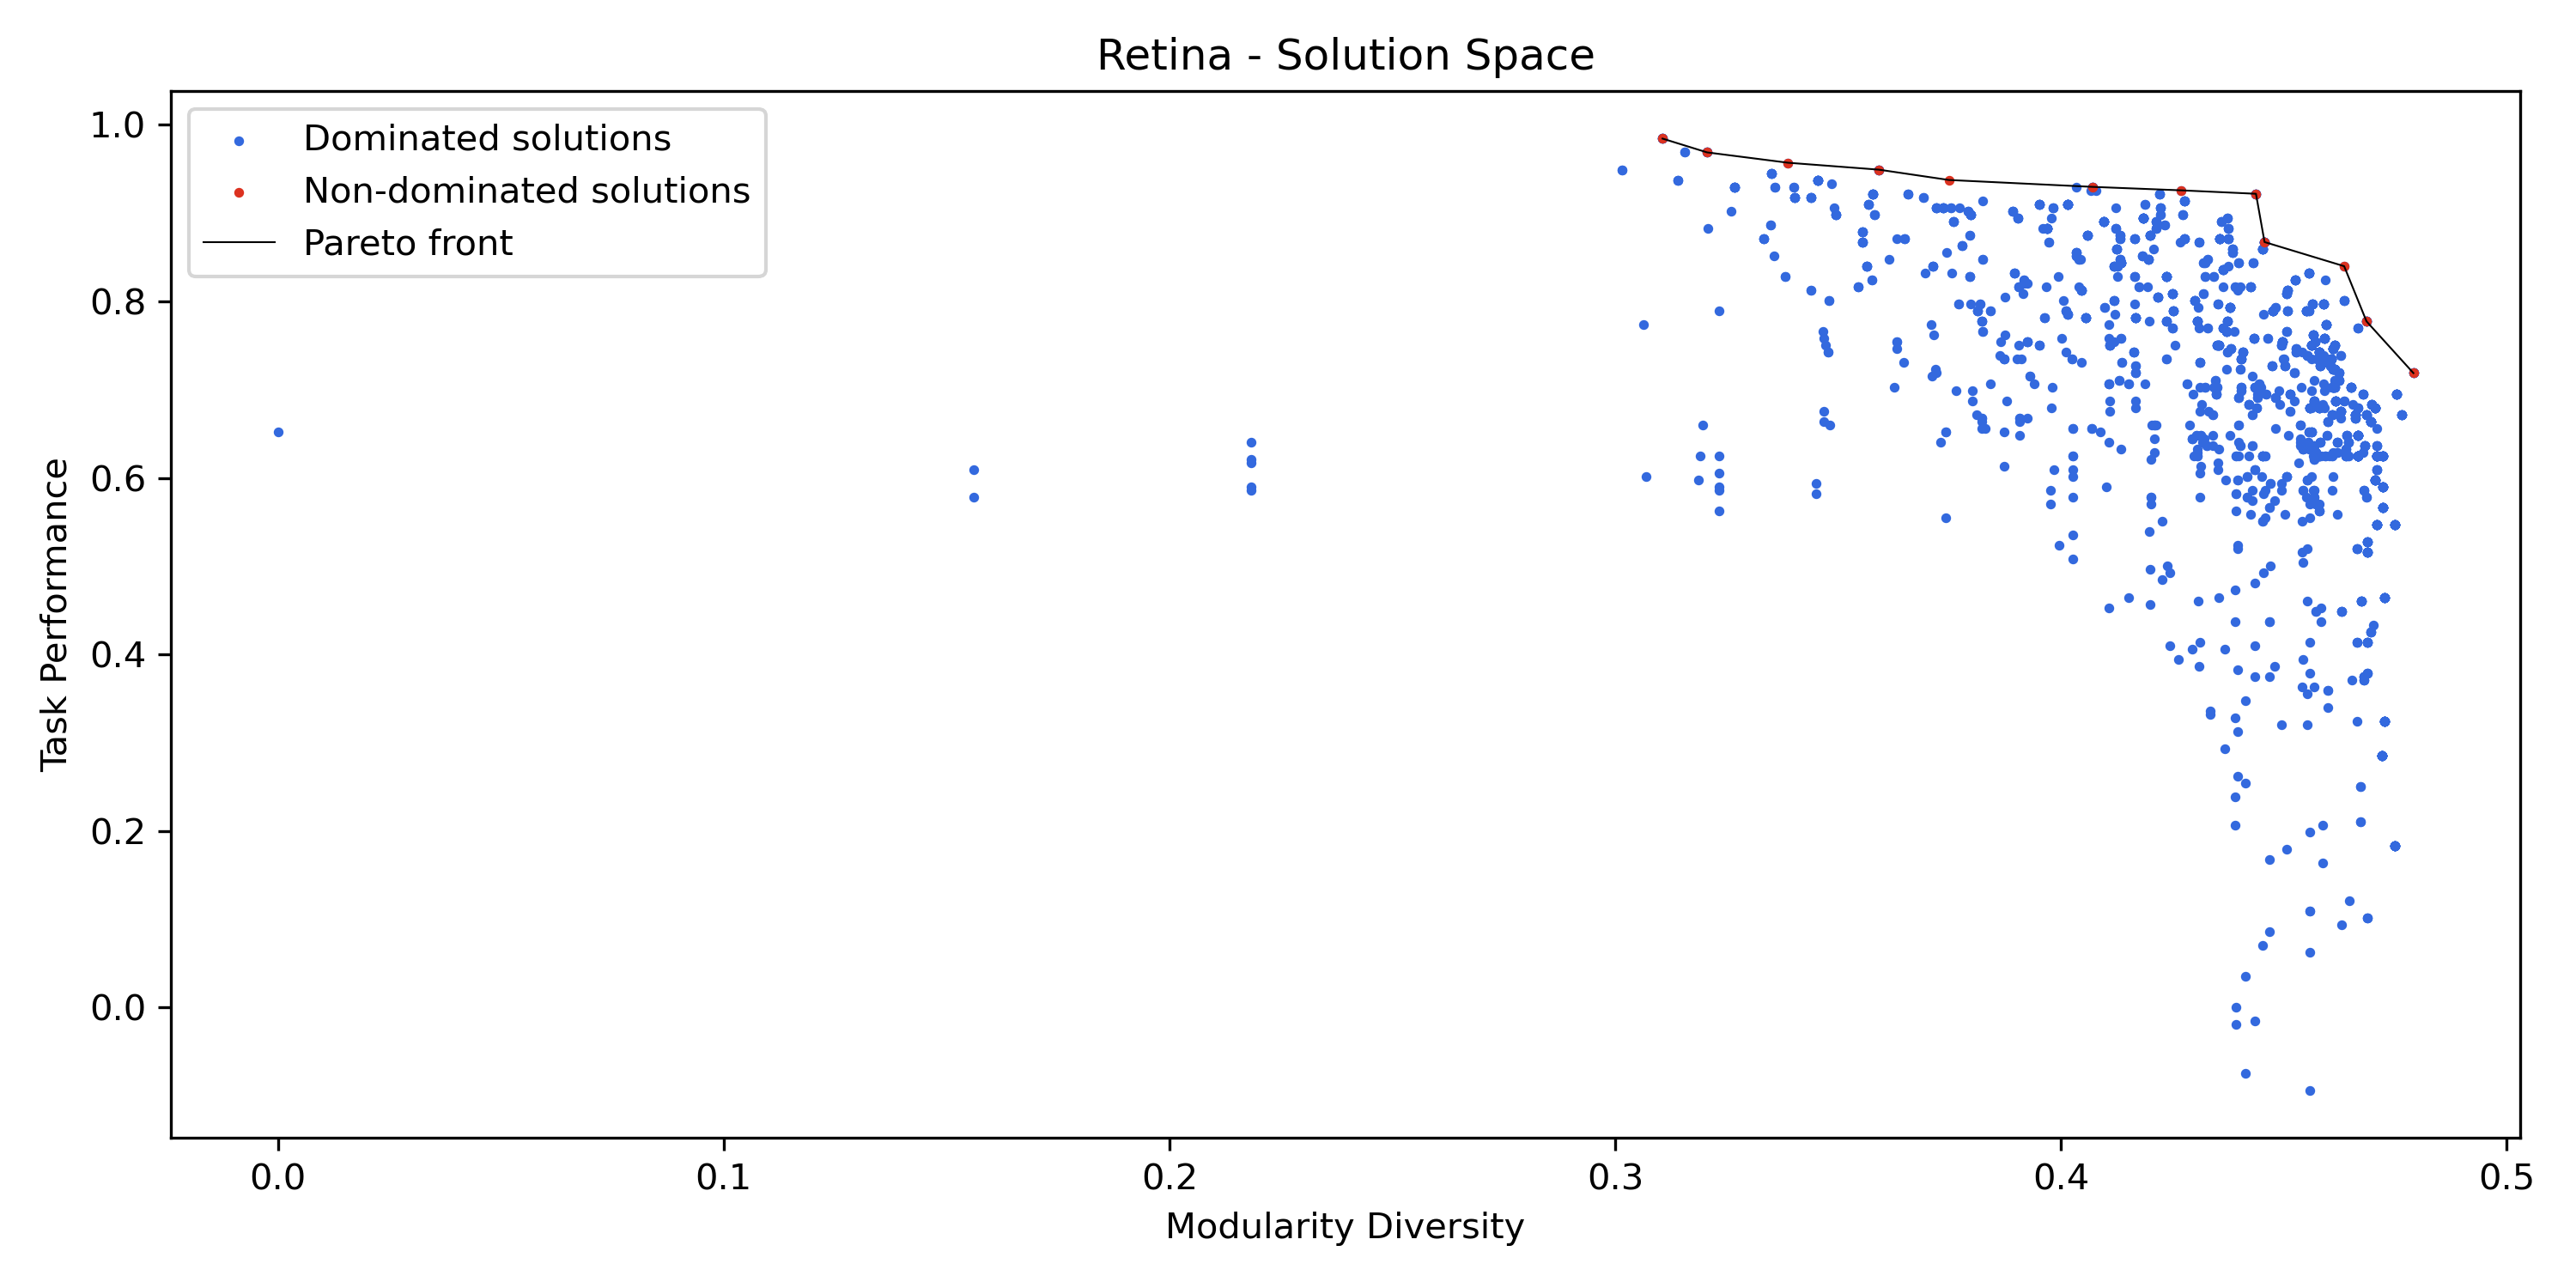 Retina - Solution Space
Dominated solutions
Non-dominated solutions
Pareto front
Task Performance
1.0
0.8
0.6
0.4
0.2
0.0
0.0 0.1 0.2 0.3 0.4 0.5
Modularity Diversity